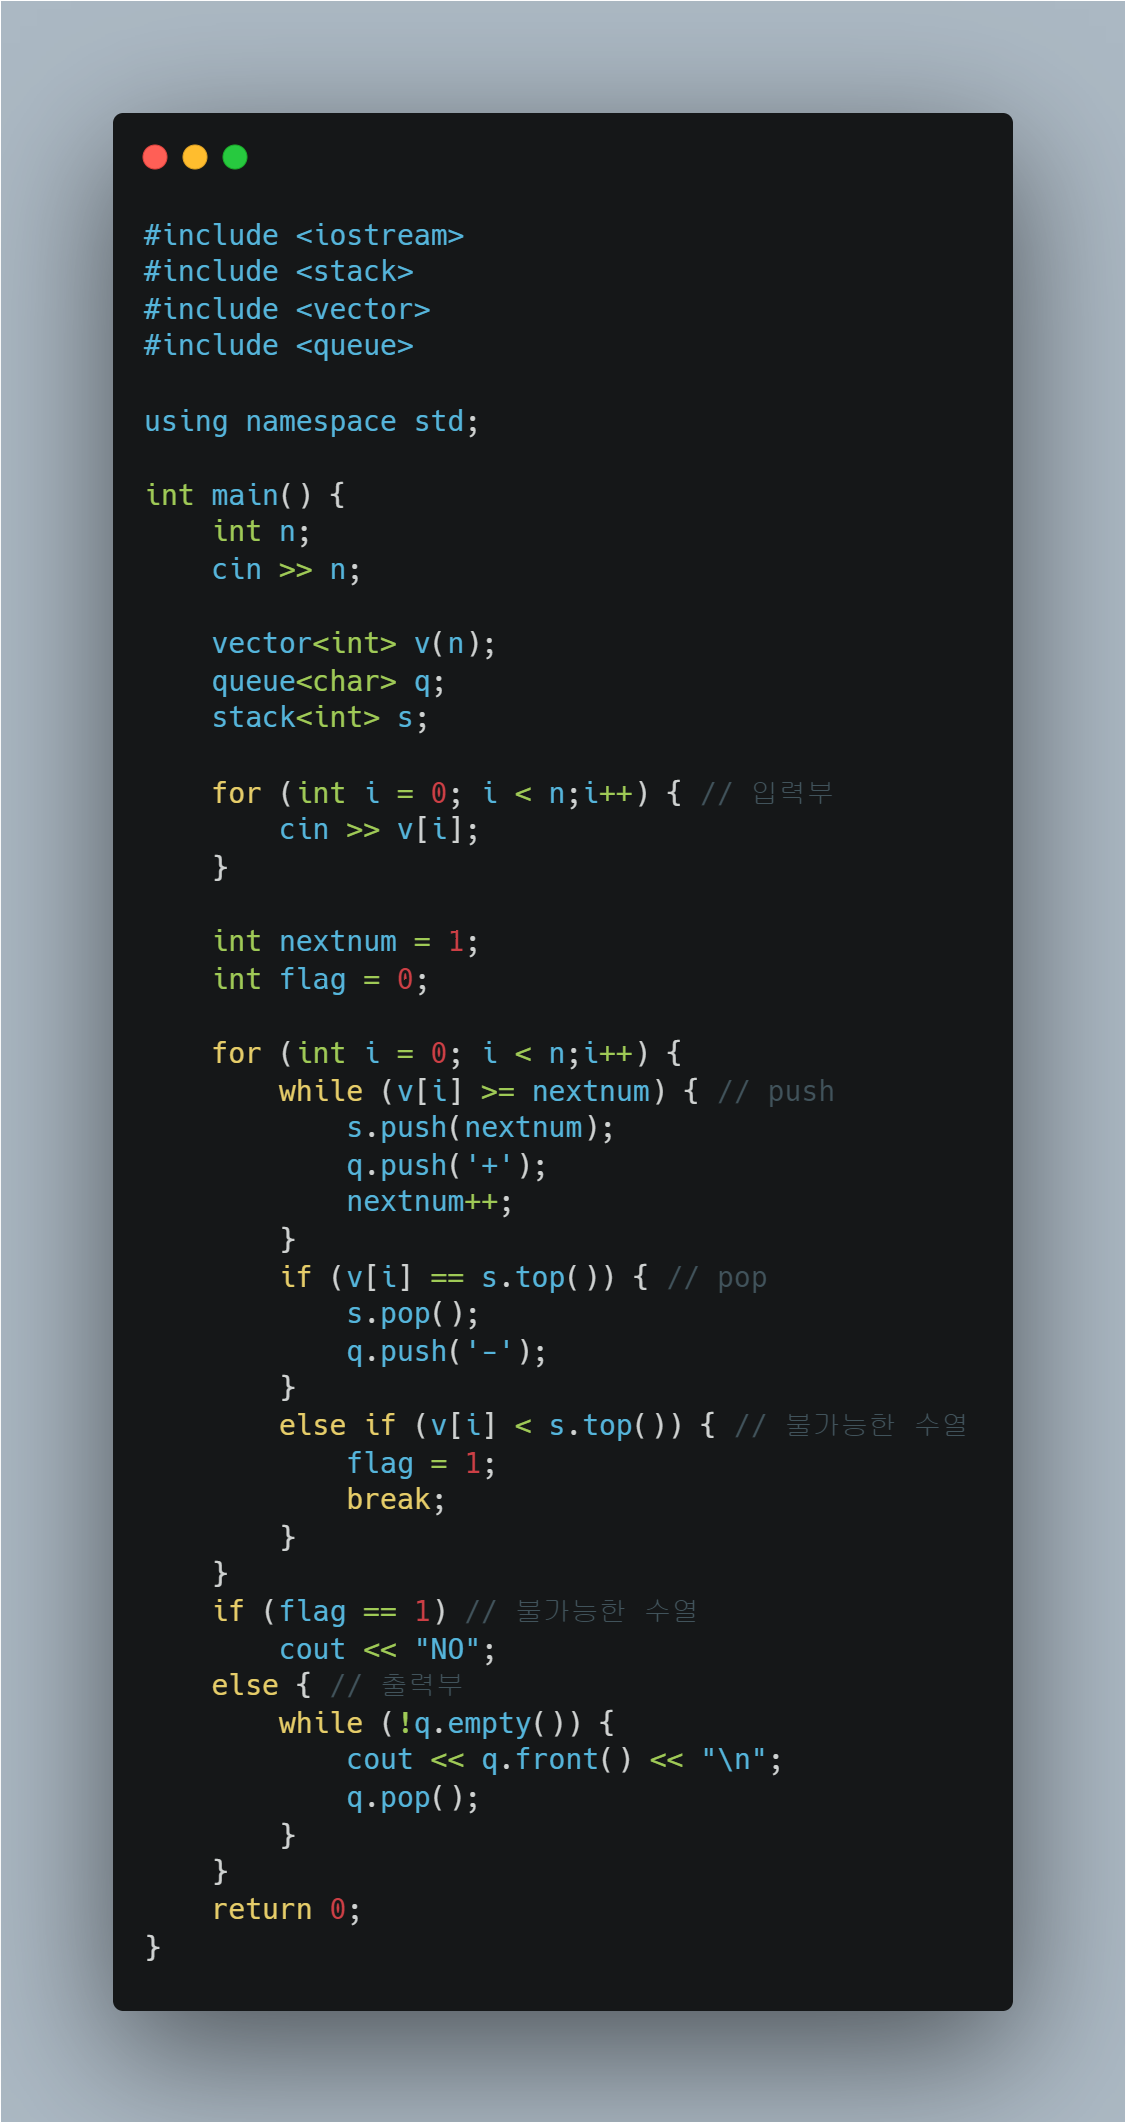 #include <iostream>
#include <stack>
#include <vector>
#include <queue>
using namespace std;
int main() {
    int n;
    cin >> n;
    vector<int> v(n);
    queue<char> q;
    stack<int> s;
    for (int i = 0; i < n;i++) { // 입력부
        cin >> v[i];
    }
    int nextnum = 1;
    int flag = 0;
    for (int i = 0; i < n;i++) {
        while (v[i] >= nextnum) { // push
            s.push(nextnum);
            q.push('+');
            nextnum++;
        }
        if (v[i] == s.top()) { // pop
            s.pop();
            q.push('-');
        }
        else if (v[i] < s.top()) { // 불가능한 수열
            flag = 1;
            break;
        }
    }
    if (flag == 1) // 불가능한 수열
        cout << "NO";
    else { // 출력부
        while (!q.empty()) {
            cout << q.front() << "\n";
            q.pop();
        }
    }
    return 0;
}